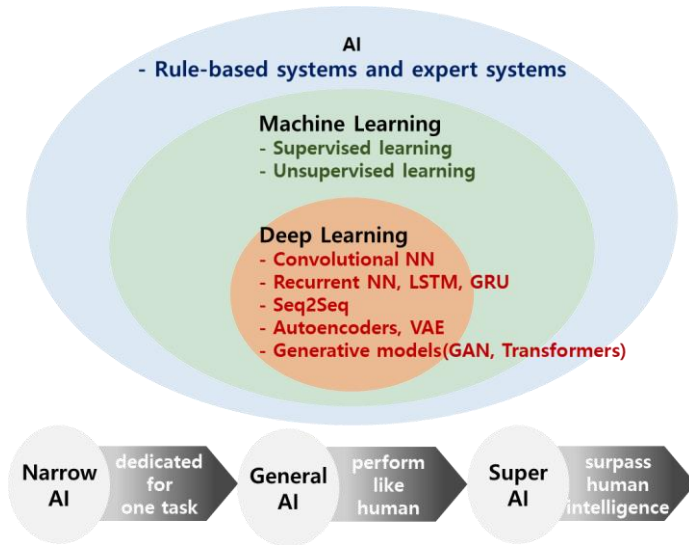 AI
- Rule-based systems and expert systems
Machine Learning
- Supervised learning
- Unsupervised learning
Deep Learning
- Convolutional NN
- Recurrent NN, LSTM, GRU
- Seq2Seq
- Autoencoders, VAE
- Generative models(GAN, Transformers)
Narrow
AI
dedicated
for
one task
General
AI
perform
like
human
Super
AI
surpass
human
intelligence